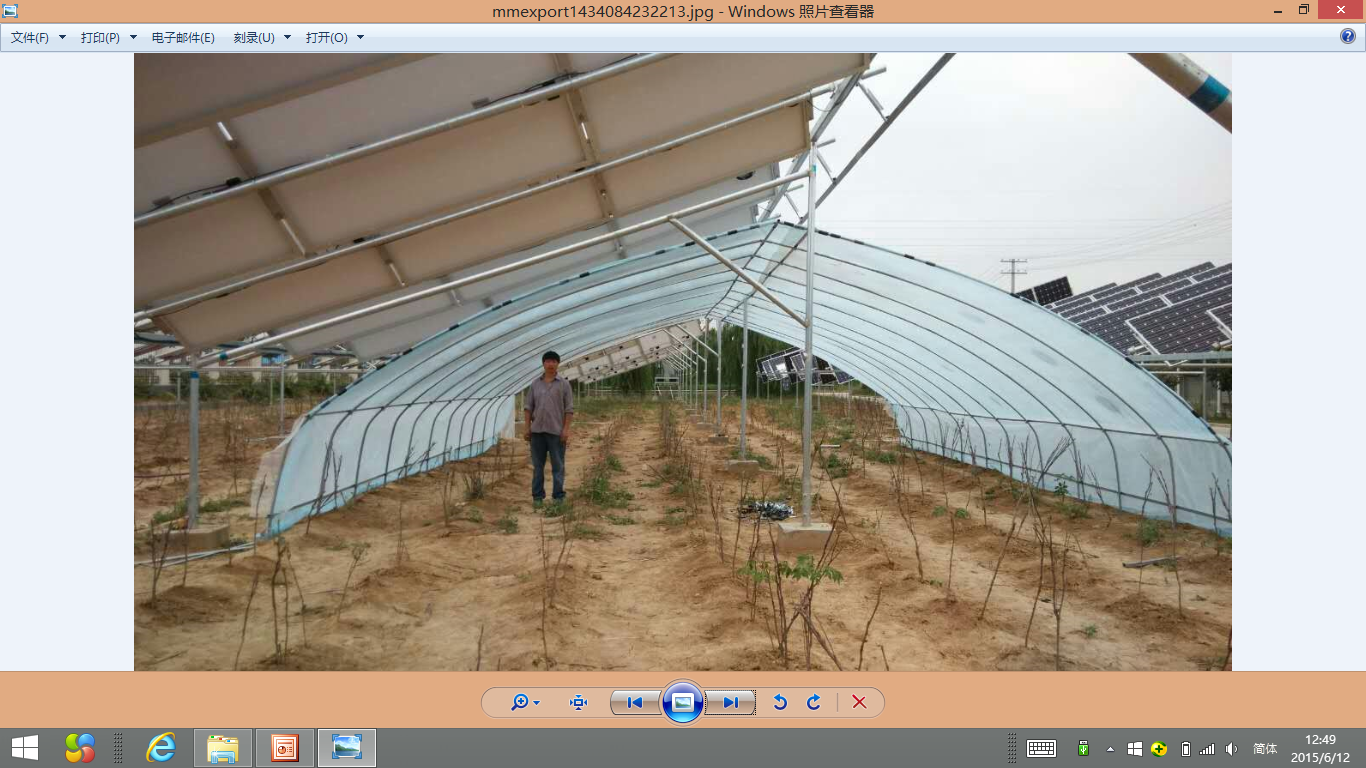 mmexport1434084232213.jpg - Windows 照片查看器
文件(F) 打印(P) 电子邮件(E) 刻录(U) 打开(O)
简体
12:49
2015/6/12